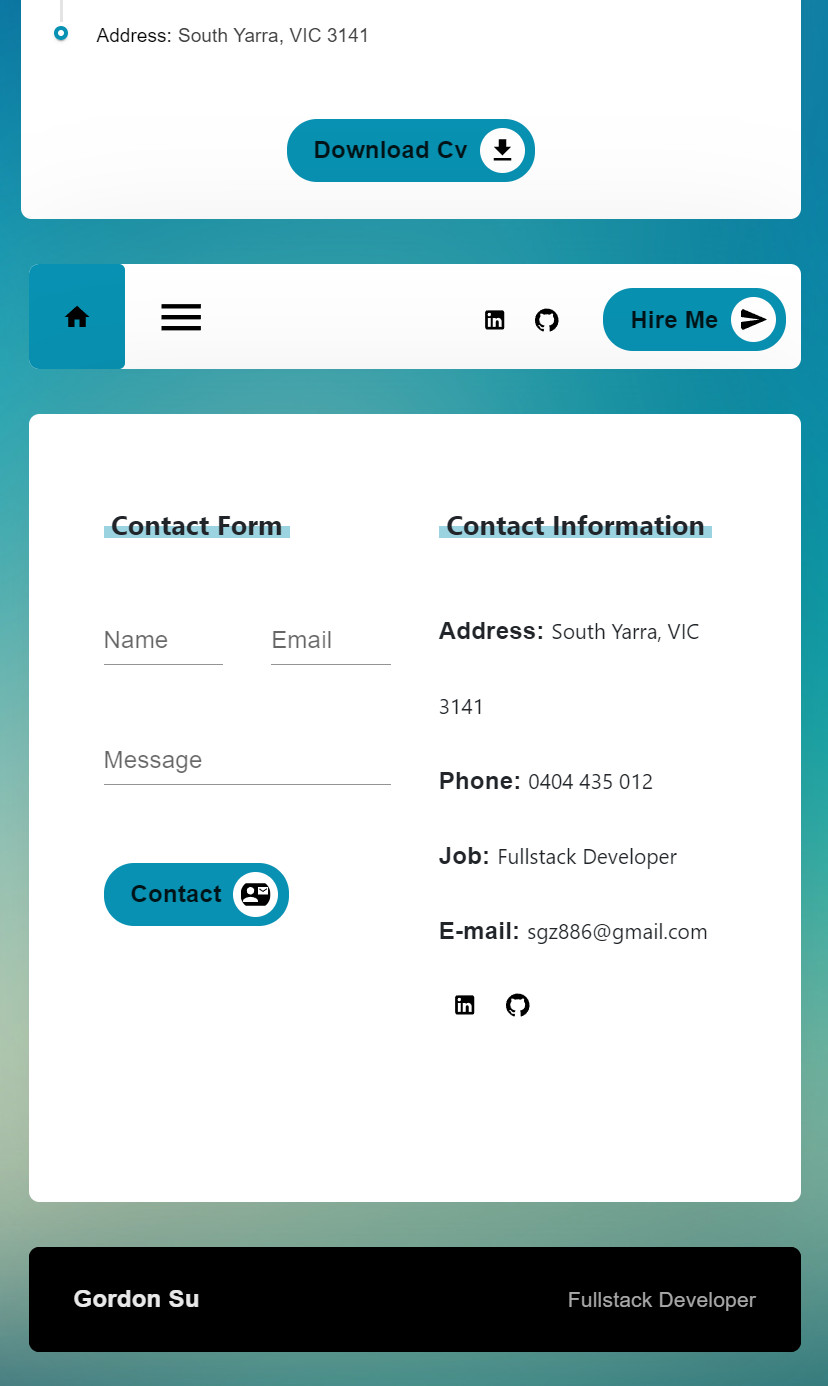 Address: South Yarra, VIC 3141
Download Cv
Hire Me
Contact Form
Name
Email
Message
Contact
Contact Information
Address: South Yarra, VIC
3141
Phone: 0404 435 012
Job: Fullstack Developer
E-mail: sgz886@gmail.com
Gordon Su
Fullstack Developer